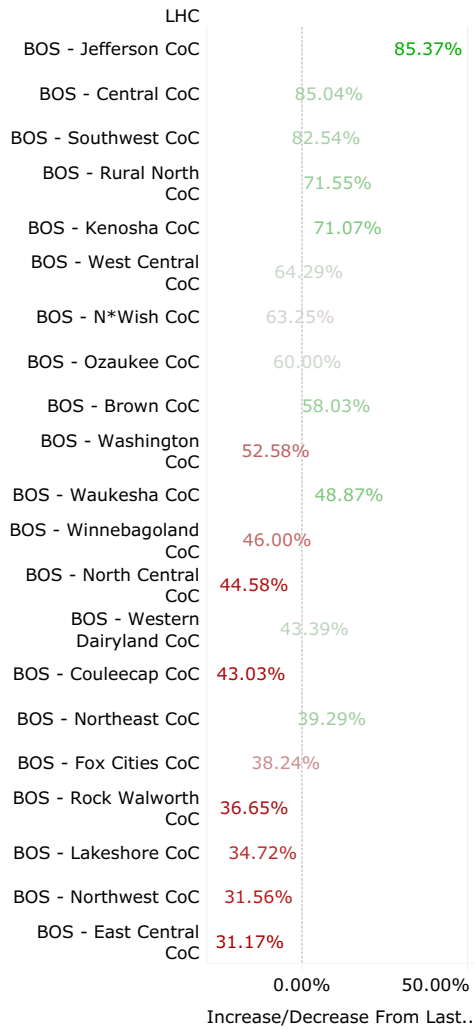 LHC
BOS - Jefferson CoC 85.37%
BOS - Central CoC 85.04%
BOS - Southwest CoC 82.54%
BOS - Rural North
CoC 71.55%
BOS - Kenosha CoC 71.07%
BOS - West Central
CoC 64.29%
BOS - N*Wish CoC 63.25%
BOS - Ozaukee CoC 60.00%
BOS - Brown CoC 58.03%
BOS - Washington
CoC 52.58%
BOS - Waukesha CoC 48.87%
BOS - Winnebagoland
CoC 46.00%
BOS - North Central
CoC 44.58%
BOS - Western
Dairyland CoC 43.39%
BOS - Couleecap CoC 43.03%
BOS - Northeast CoC 39.29%
BOS - Fox Cities CoC 38.24%
BOS - Rock Walworth
CoC 36.65%
BOS - Lakeshore CoC 34.72%
BOS - Northwest CoC 31.56%
BOS - East Central
CoC 31.17%
0.00% 50.00%
Increase/Decrease From Last..